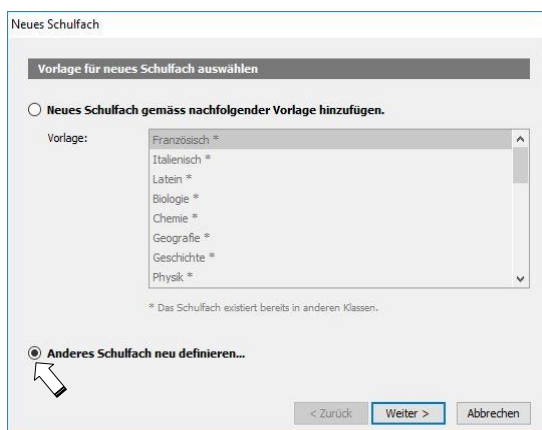 Neues Schulfach
Vorlage für neues Schulfach auswählen
Neues Schulfach gemäss nachfolgender Vorlage hinzufügen.
Vorlage:
Französisch *
Italienisch *
Latein *
Biologie *
Chemie *
Geografie *
Geschichte *
Physik *
* Das Schulfach existiert bereits in anderen Klassen.
Anderes Schulfach neu definieren...
< Zurück Weiter > Abbrechen